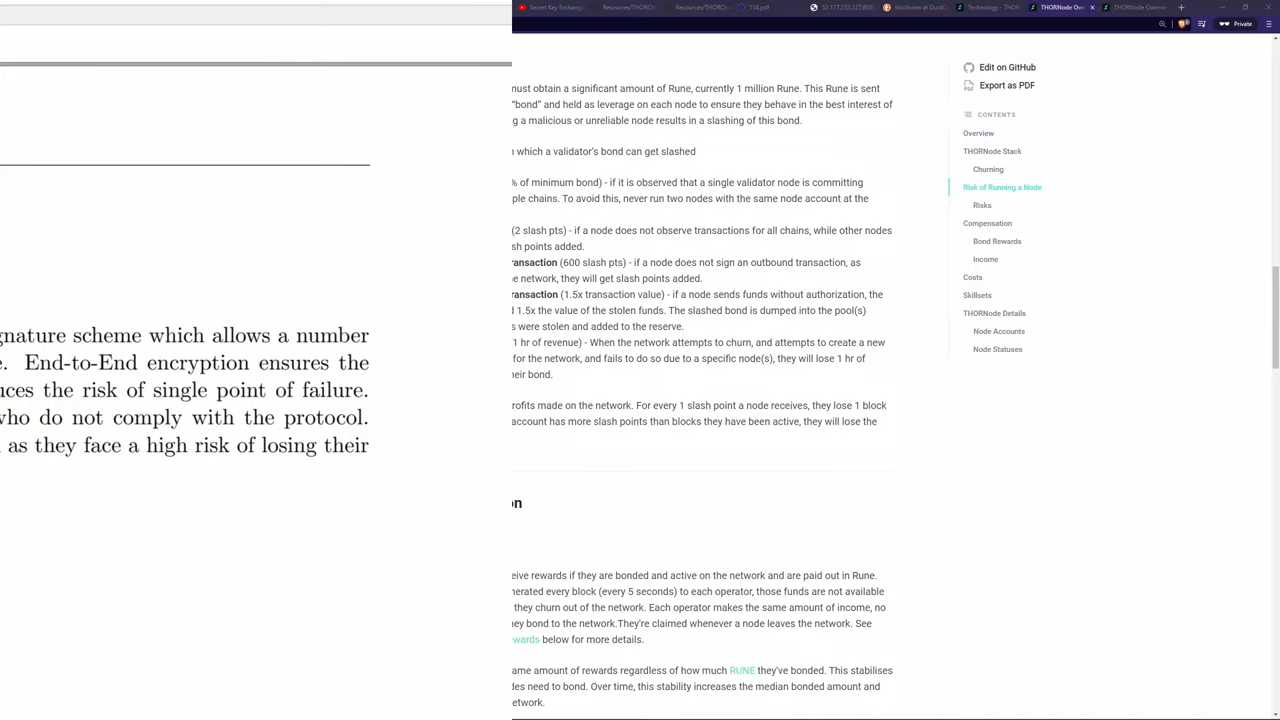 Secret Key Exchang
Resources/THORCh
Resources/THORCh
114.pdf
53.177.233.227:8080
blockview at DuckD
Technology - THOR
THORNode Ove
THORNode Overvie
Private
gnature scheme which allows a number
e. End-to-End encryption ensures the
uces the risk of single point of failure.
who do not comply with the protocol.
as they face a high risk of losing their
must obtain a significant amount of Rune, currently 1 million Rune. This Rune is sent
"bond" and held as leverage on each node to ensure they behave in the best interest of
g a malicious or unreliable node results in a slashing of this bond.
n which a validator's bond can get slashed
% of minimum bond) - if it is observed that a single validator node is committing
ple chains. To avoid this, never run two nodes with the same node account at the
(2 slash pts) - if a node does not observe transactions for all chains, while other nodes
sh points added.
ransaction (600 slash pts) - if a node does not sign an outbound transaction, as
e network, they will get slash points added.
ransaction (1.5x transaction value) - if a node sends funds without authorization, the
d 1.5x the value of the stolen funds. The slashed bond is dumped into the pool(s)
s were stolen and added to the reserve.
1 hr of revenue) - When the network attempts to churn, and attempts to create a new
for the network, and fails to do so due to a specific node(s), they will lose 1 hr of
heir bond.
rofits made on the network. For every 1 slash point a node receives, they lose 1 block
account has more slash points than blocks they have been active, they will lose the
on
eive rewards if they are bonded and active on the network and are paid out in Rune.
nerated every block (every 5 seconds) to each operator, those funds are not available
they churn out of the network. Each operator makes the same amount of income, no
hey bond to the network.They're claimed whenever a node leaves the network. See
ewards below for more details.
ame amount of rewards regardless of how much RUNE they've bonded. This stabilises
des need to bond. Over time, this stability increases the median bonded amount and
etwork.
Edit on GitHub
Export as PDF
CONTENTS
Overview
THORNode Stack
Churning
Risk of Running a Node
Risks
Compensation
Bond Rewards
Income
Costs
Skillsets
THORNode Details
Node Accounts
Node Statuses